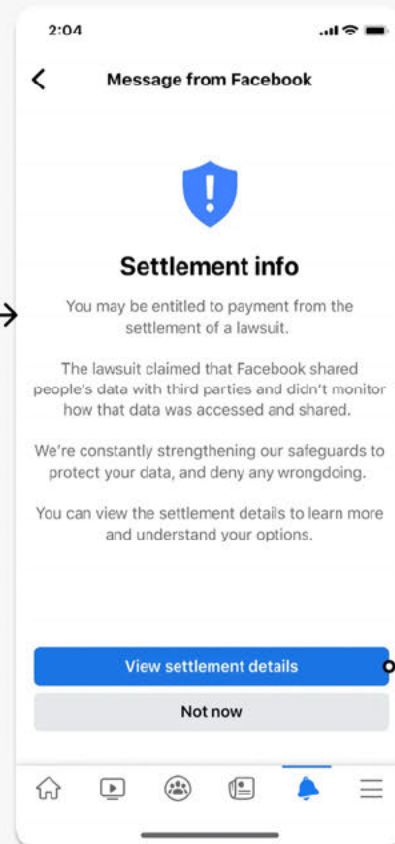 2:04
Message from Facebook
Settlement info
You may be entitled to payment from the
settlement of a lawsuit.
The lawsuit claimed that Facebook shared
people's data with third parties and didn't monitor
how that data was accessed and shared.
We're constantly strengthening our safeguards to
protect your data, and deny any wrongdoing.
You can view the settlement details to learn more
and understand your options.
View settlement details
Not now